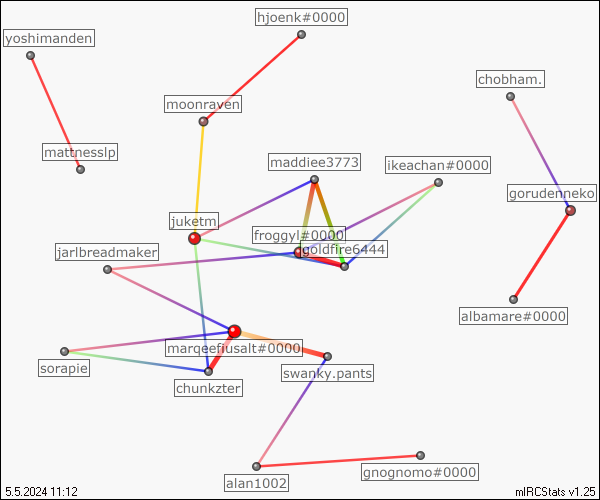 hjoenk#0000
yoshimanden
chobham.
moonraven
mattnesslp
maddiee3773
ikeachan#0000
gorudenneko
juketm
froggyl#0000
goldfire6444
jarlbreadmaker
albamare#0000
marqeefiusalt#0000
sorapie
swanky.pants
chunkzter
gnognomo#0000
alan1002
5.5.2024 11:12
mIRCStats v1.25